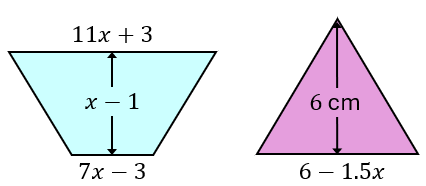 11x + 3
x − 1
7x − 3
6 cm
6 − 1.5x